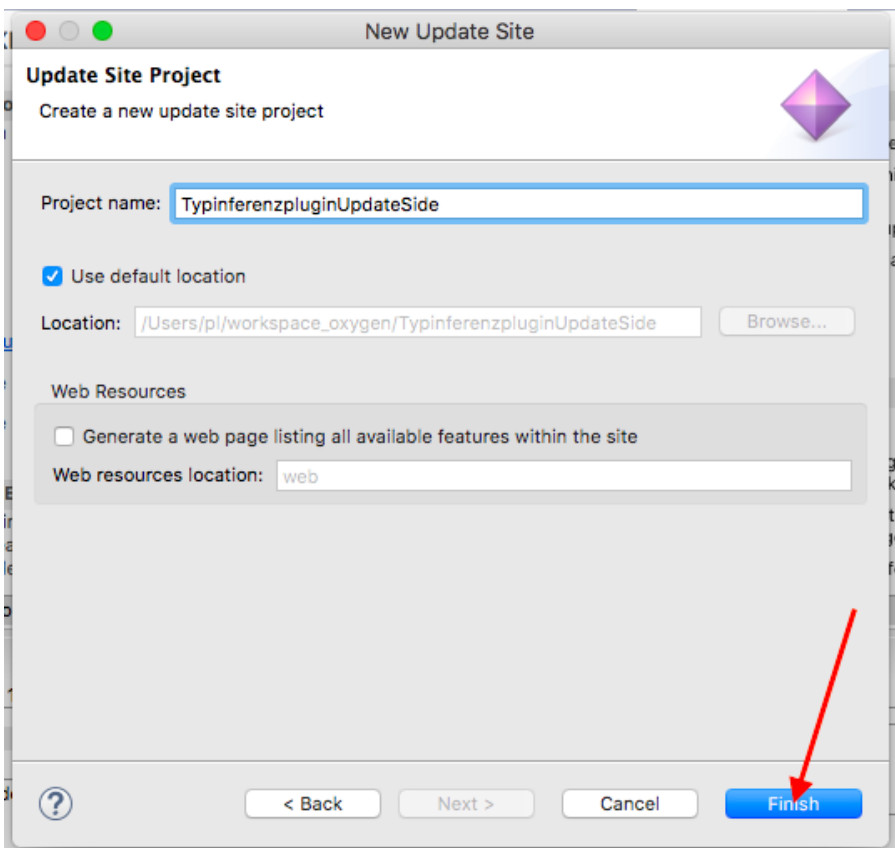 New Update Site
Update Site Project
Create a new update site project
Project name: TypinferenzpluginUpdateSide
Use default location
Location: /Users/pl/workspace_oxygen/TypinferenzpluginUpdateSide Browse...
Web Resources
Generate a web page listing all available features within the site
Web resources location: web
? < Back Next > Cancel Finish